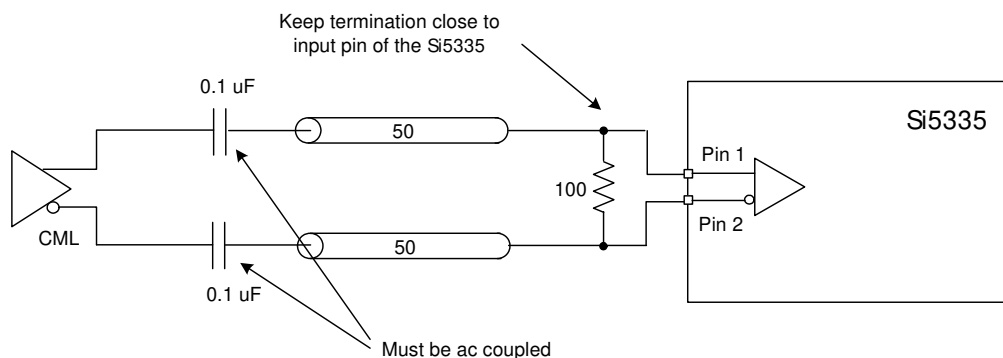 Keep termination close to
input pin of the Si5335
0.1 uF
Si5335
50
Pin 1
100
Pin 2
CML
50
0.1 uF
Must be ac coupled